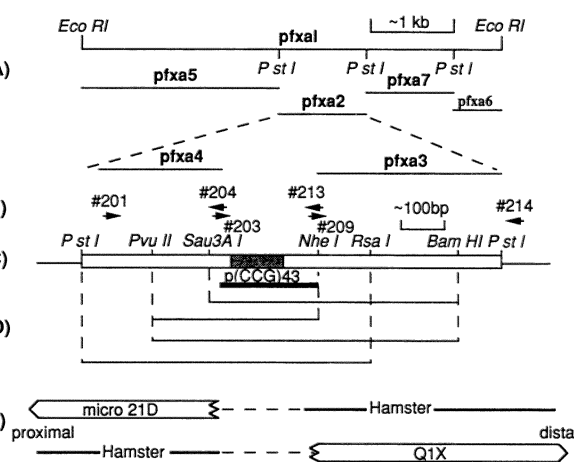 ~1 kb
Eco RI pfxal Eco RI
A)
P st I P st I P st I
pfxa5 pfxa7
pfxa2 pfxa6
pfxa4 pfxa3
#201 #204 #213 ~100bp #214
)
#203 #209
P st I Pvu II Sau3A I Nhe I Rsa I Bam HI P st I
)
p(CCG)43
)
)
micro 21D Hamster
proximal dista
Hamster Q1X